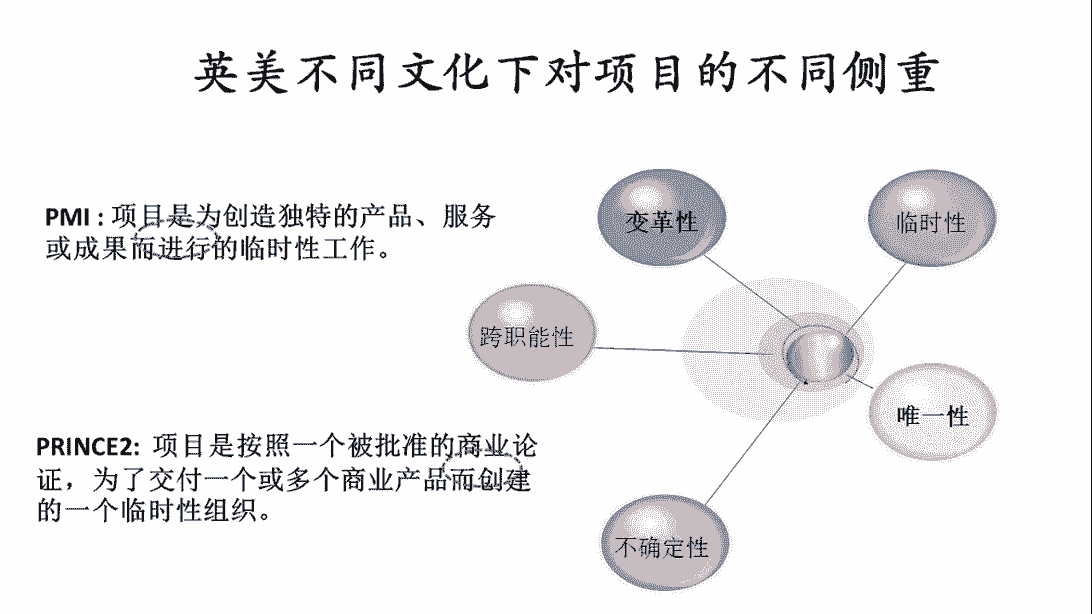 英美不同文化下对项目的不同侧重
PMI : 项目是为创造独特的产品、服务
或成果而进行的临时性工作。
变革性
临时性
跨职能性
唯一性
PRINCE2: 项目是按照一个被批准的商业论
证，为了交付一个或多个商业产品而创建
的一个临时性组织。
不确定性